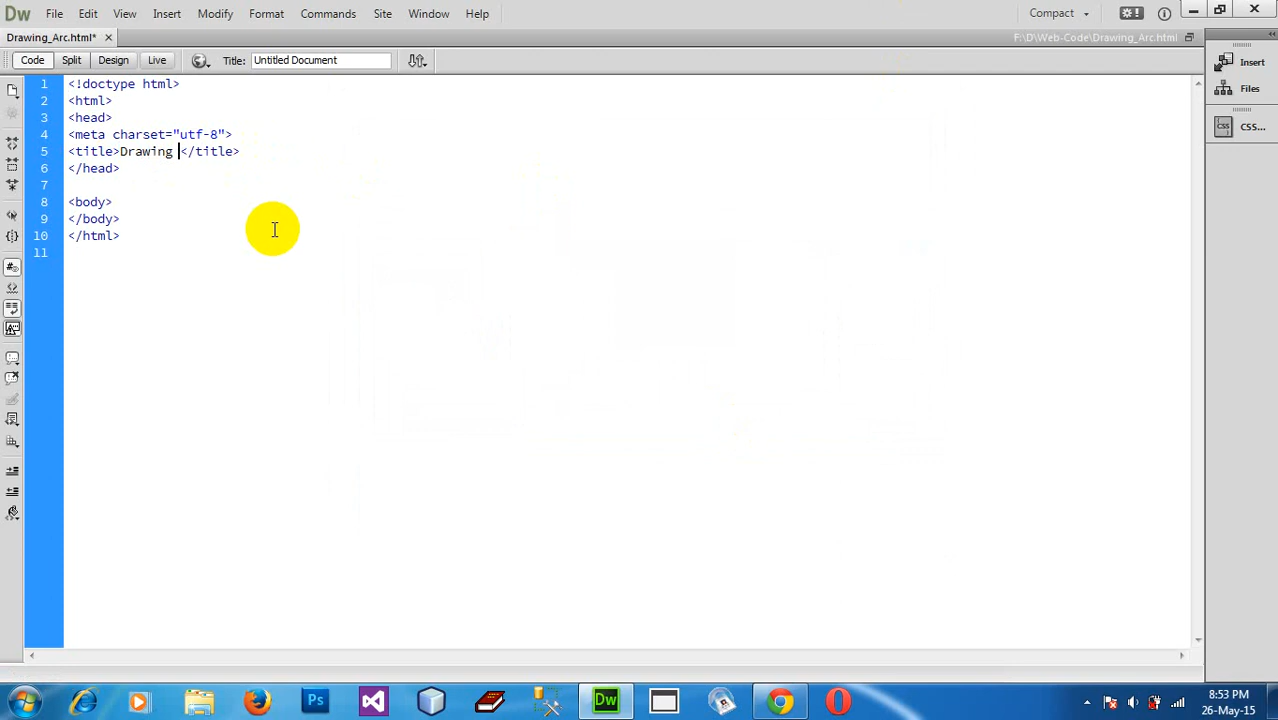 Dw File Edit View Insert Modify Format Commands Site Window Help Compact
Drawing_Arc.html* × F:\D\Web-Code\Drawing_Arc.html
Code Split Design Live Title: Untitled Document
Insert
Files
CSS...
1 <!doctype html>
2 <html>
3 <head>
4 <meta charset="utf-8">
5 <title>Drawing </title>
6 </head>
7
8 <body>
9 </body>
10 </html>
11
Ps Dw
8:53 PM
26-May-15